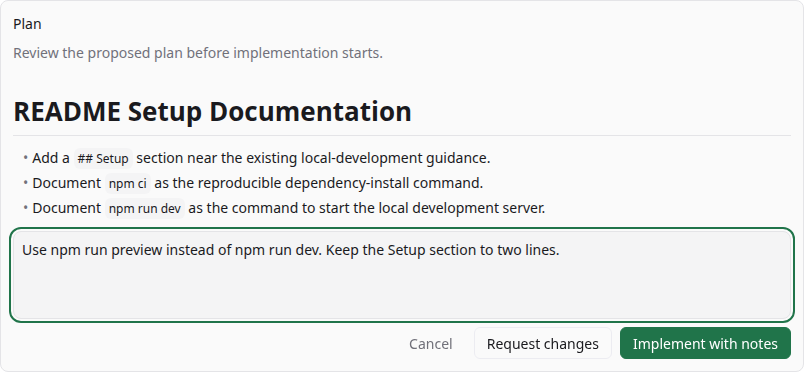 Plan
Review the proposed plan before implementation starts.
README Setup Documentation
• Add a ## Setup section near the existing local-development guidance.
• Document npm ci as the reproducible dependency-install command.
• Document npm run dev as the command to start the local development server.
Use npm run preview instead of npm run dev. Keep the Setup section to two lines.
Cancel Request changes Implement with notes